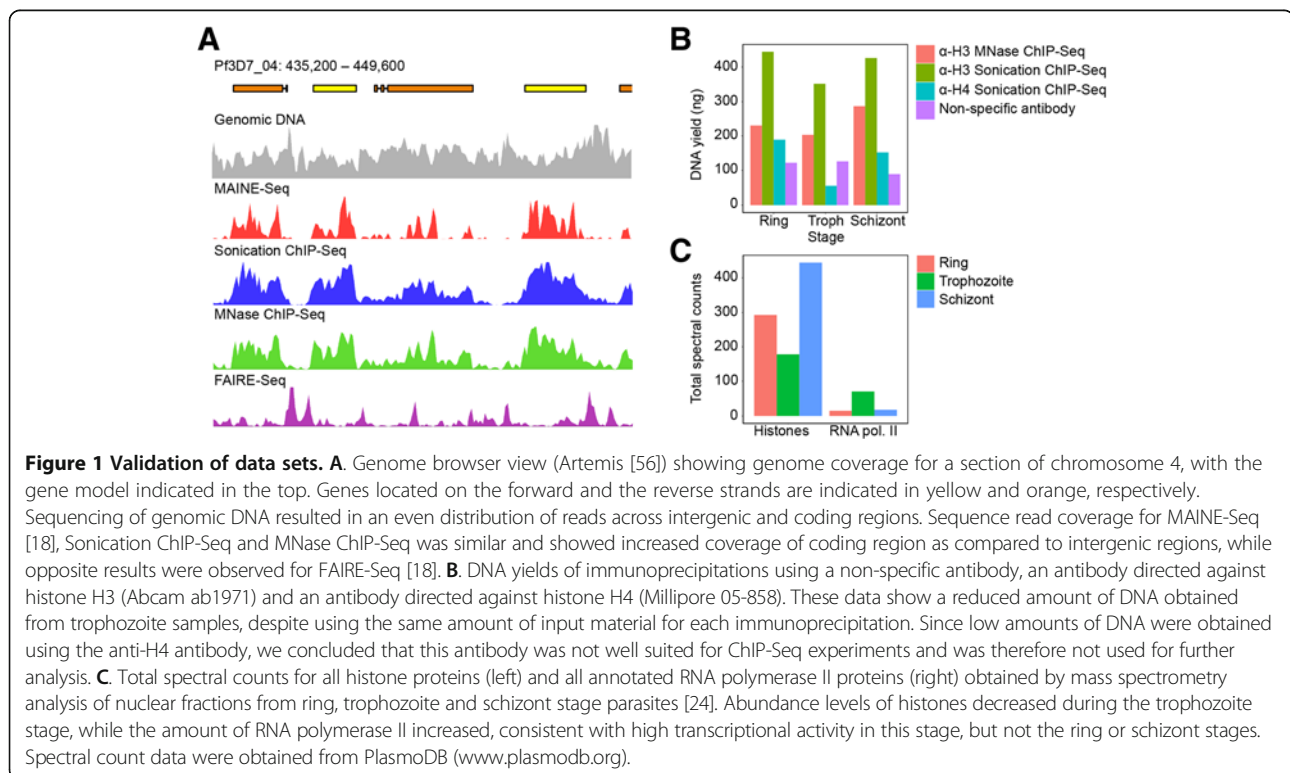 A
Pf3D7_04: 435,200 – 449,600
Genomic DNA
MAINE-Seq
Sonication ChIP-Seq
MNase ChIP-Seq
FAIRE-Seq
B
DNA yield (ng)
400
300
200
100
0
Ring
Troph
Schizont
Stage
α-H3 MNase ChIP-Seq
α-H3 Sonication ChIP-Seq
α-H4 Sonication ChIP-Seq
Non-specific antibody
C
Total spectral counts
400
300
200
100
0
Histones
RNA pol. II
Ring
Trophozoite
Schizont
Figure 1 Validation of data sets. A. Genome browser view (Artemis [56]) showing genome coverage for a section of chromosome 4, with the
gene model indicated in the top. Genes located on the forward and the reverse strands are indicated in yellow and orange, respectively.
Sequencing of genomic DNA resulted in an even distribution of reads across intergenic and coding regions. Sequence read coverage for MAINE-Seq
[18], Sonication ChIP-Seq and MNase ChIP-Seq was similar and showed increased coverage of coding region as compared to intergenic regions, while
opposite results were observed for FAIRE-Seq [18]. B. DNA yields of immunoprecipitations using a non-specific antibody, an antibody directed against
histone H3 (Abcam ab1971) and an antibody directed against histone H4 (Millipore 05-858). These data show a reduced amount of DNA obtained
from trophozoite samples, despite using the same amount of input material for each immunoprecipitation. Since low amounts of DNA were obtained
using the anti-H4 antibody, we concluded that this antibody was not well suited for ChIP-Seq experiments and was therefore not used for further
analysis. C. Total spectral counts for all histone proteins (left) and all annotated RNA polymerase II proteins (right) obtained by mass spectrometry
analysis of nuclear fractions from ring, trophozoite and schizont stage parasites [24]. Abundance levels of histones decreased during the trophozoite
stage, while the amount of RNA polymerase II increased, consistent with high transcriptional activity in this stage, but not the ring or schizont stages.
Spectral count data were obtained from PlasmoDB (www.plasmodb.org).